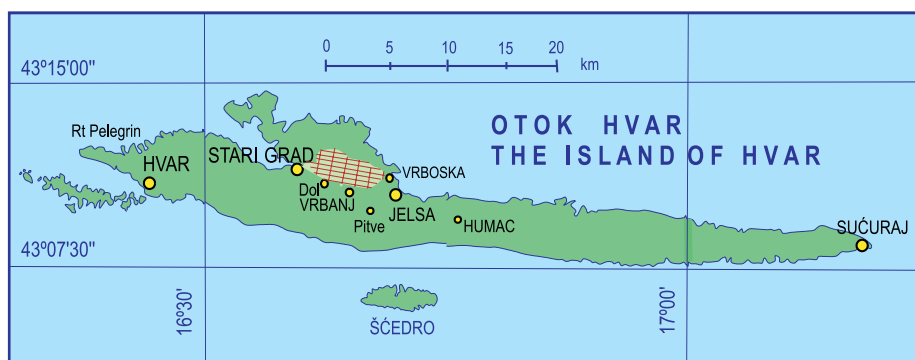 0 5 10 15 20
km
43º15'00"
OTOK HVAR
THE ISLAND OF HVAR
Rt Pelegrin
HVAR
STARI GRAD
VRBOSKA
Dol
VRBANJ
JELSA
Pitve
HUMAC
SUĆURAJ
43º07'30"
16º30'
17º00'
ŠĆEDRO